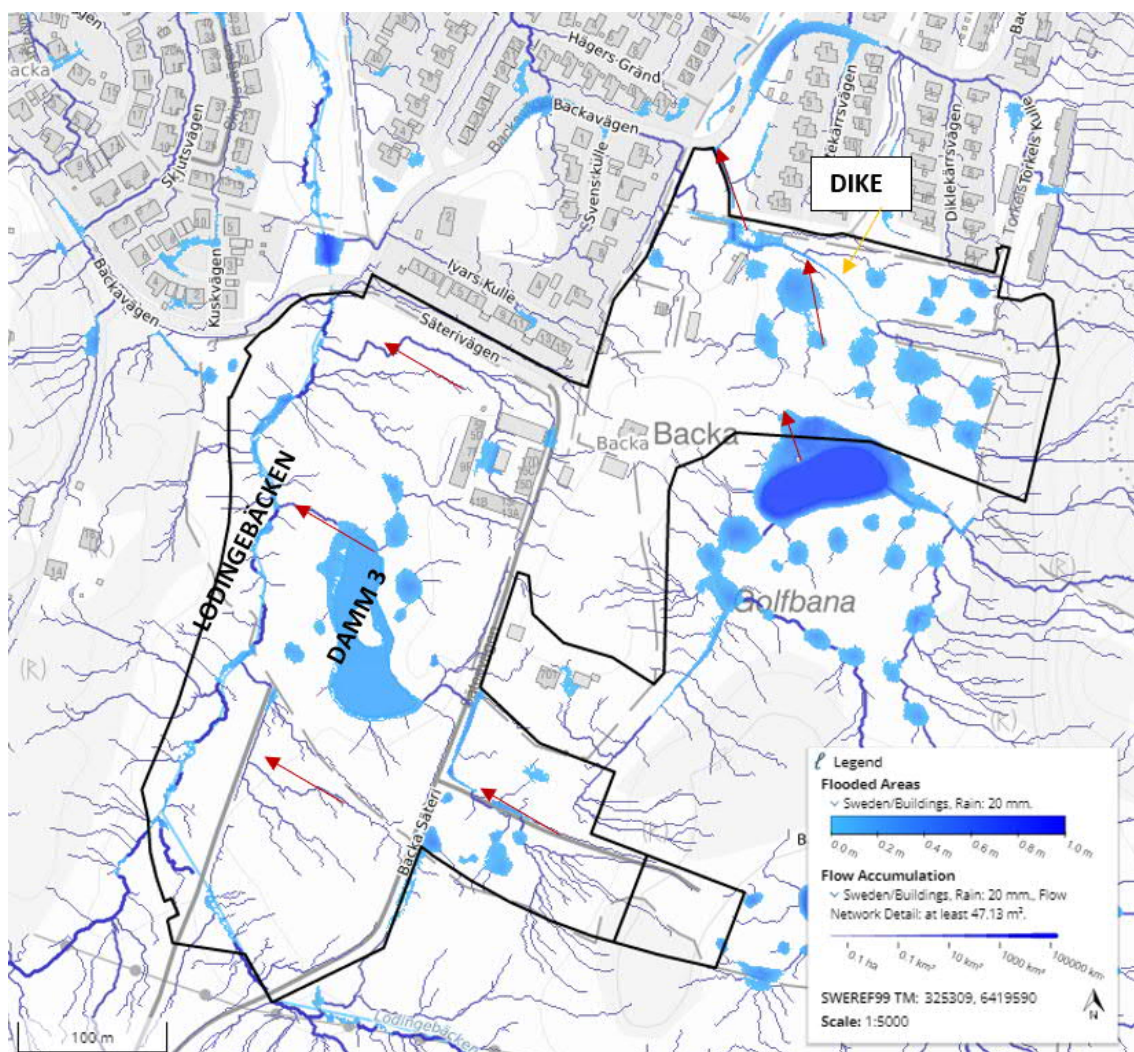 Hägers Gränd
Backavägen
Skjutsvägen
Svens kulle
Diklekärrsvägen
Torkels Kulle
Torkels
DIKE
Kuskvägen
Backavägen
Ivars Kulle
Säterivägen
Backa
Backa
LODINGEBÄCKEN
DAMM 3
Golfbana
(R)
(R)
(R)
Backa Säteri
Lodingebäcken
Legend
Flooded Areas
Sweden/Buildings, Rain: 20 mm.
0.0 m 0.2 m 0.4 m 0.6 m 0.8 m 1.0 m
Flow Accumulation
Sweden/Buildings, Rain: 20 mm., Flow
Network Detail: at least 47.13 m².
0.1 ha 0.1 km² 10 km² 1000 km² 100000 km²
SWEREF99 TM: 325309, 6419590
Scale: 1:5000
N
100 m